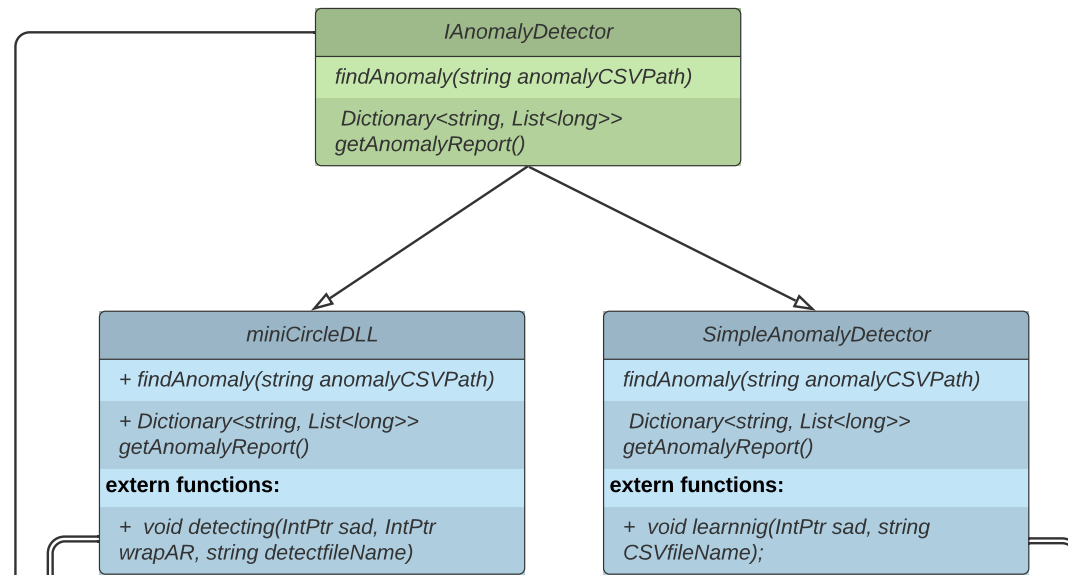 IAnomalyDetector
findAnomaly(string anomalyCSVPath)
Dictionary<string, List<long>>
getAnomalyReport()
miniCircleDLL
+ findAnomaly(string anomalyCSVPath)
+ Dictionary<string, List<long>>
getAnomalyReport()
extern functions:
+ void detecting(IntPtr sad, IntPtr
wrapAR, string detectfileName)
SimpleAnomalyDetector
findAnomaly(string anomalyCSVPath)
Dictionary<string, List<long>>
getAnomalyReport()
extern functions:
+ void learnnig(IntPtr sad, string
CSVfileName);